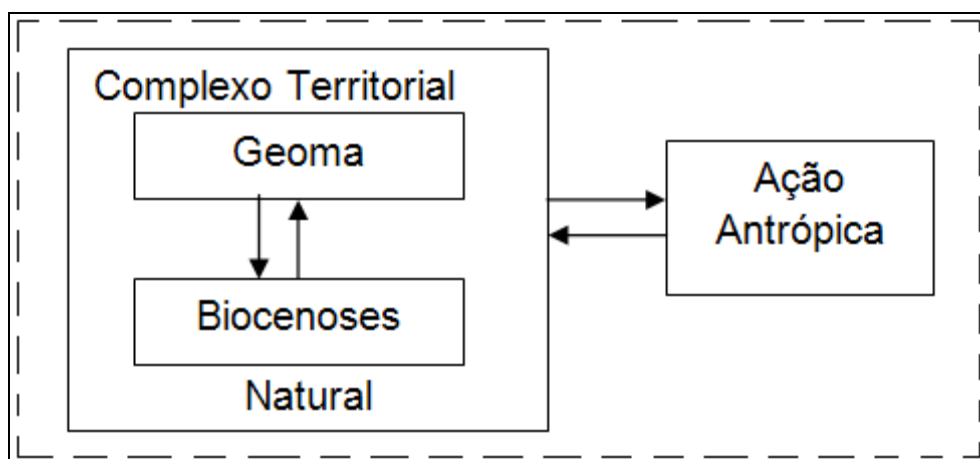 Complexo Territorial
Geoma
Biocenoses
Natural
Ação
Antrópica